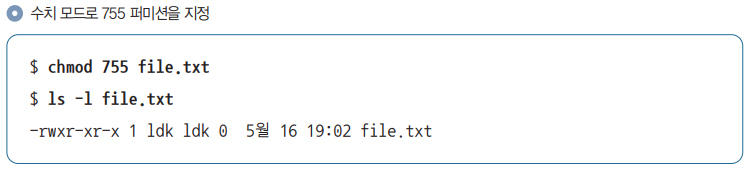 수치 모드로 755 퍼미션을 지정
$ chmod 755 file.txt
$ ls -l file.txt
-rwxr-xr-x 1 ldk ldk 0  5월 16 19:02 file.txt